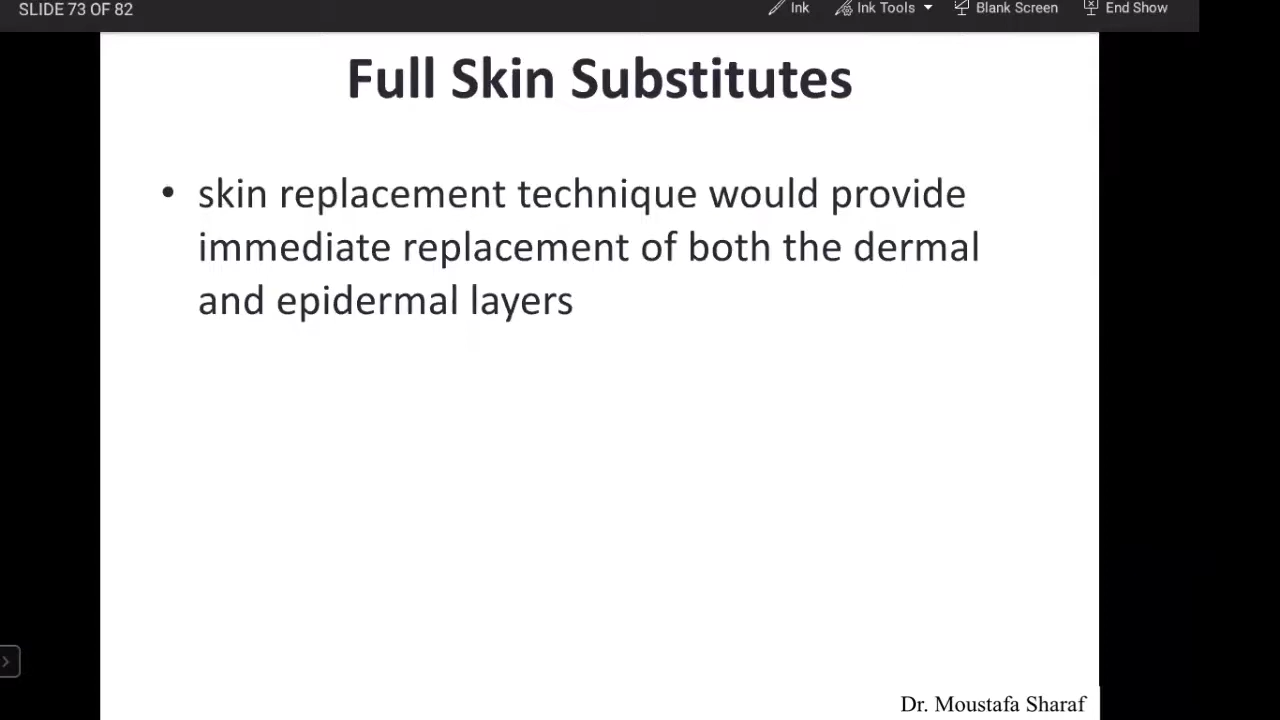 SLIDE 73 OF 82
Ink
Ink Tools
Blank Screen
End Show
Full Skin Substitutes
• skin replacement technique would provide
immediate replacement of both the dermal
and epidermal layers
Dr. Moustafa Sharaf